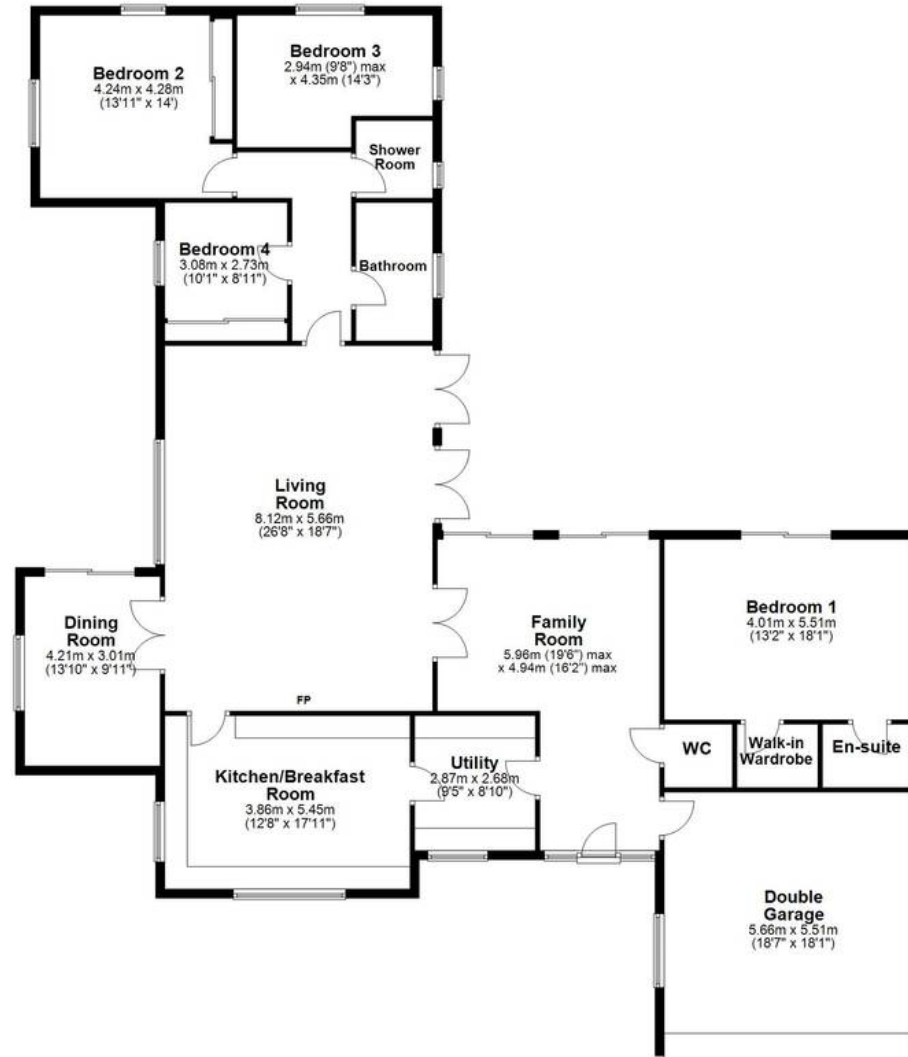 Bedroom 2
4.24m x 4.28m
(13'11" x 14')
Bedroom 3
2.94m (9'8") max
x 4.35m (14'3")
Shower
Room
Bedroom 4
3.08m x 2.73m
(10'1" x 8'11")
Bathroom
Living
Room
8.12m x 5.66m
(26'8" x 18'7")
FP
Dining
Room
4.21m x 3.01m
(13'10" x 9'11")
Family
Room
5.96m (19'6") max
x 4.94m (16'2") max
Bedroom 1
4.01m x 5.51m
(13'2" x 18'1")
Kitchen/Breakfast
Room
3.86m x 5.45m
(12'8" x 17'11")
Utility
2.87m x 2.68m
(9'5" x 8'10")
WC
Walk-in
Wardrobe
En-suite
Double
Garage
5.66m x 5.51m
(18'7" x 18'1")